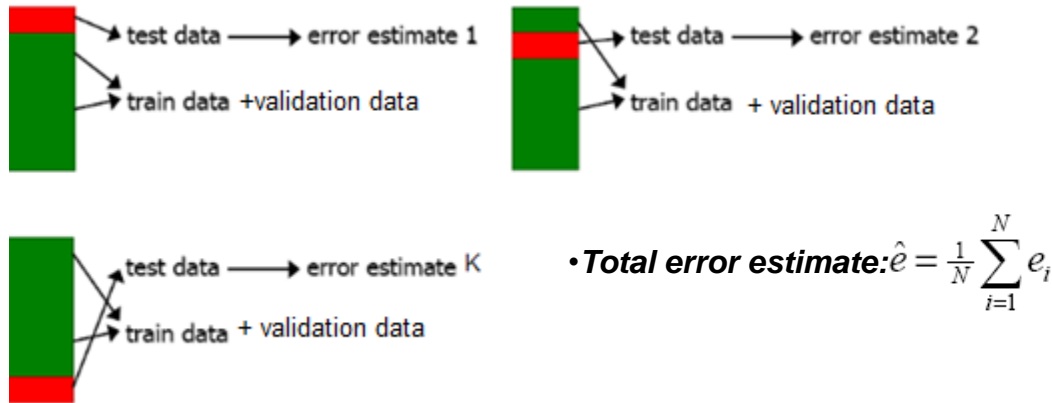 test data error estimate 1
train data +validation data
test data error estimate 2
train data + validation data
test data error estimate K
train data + validation data
•Total error estimate: ê = 1/N ∑_{i=1}^{N} e_i